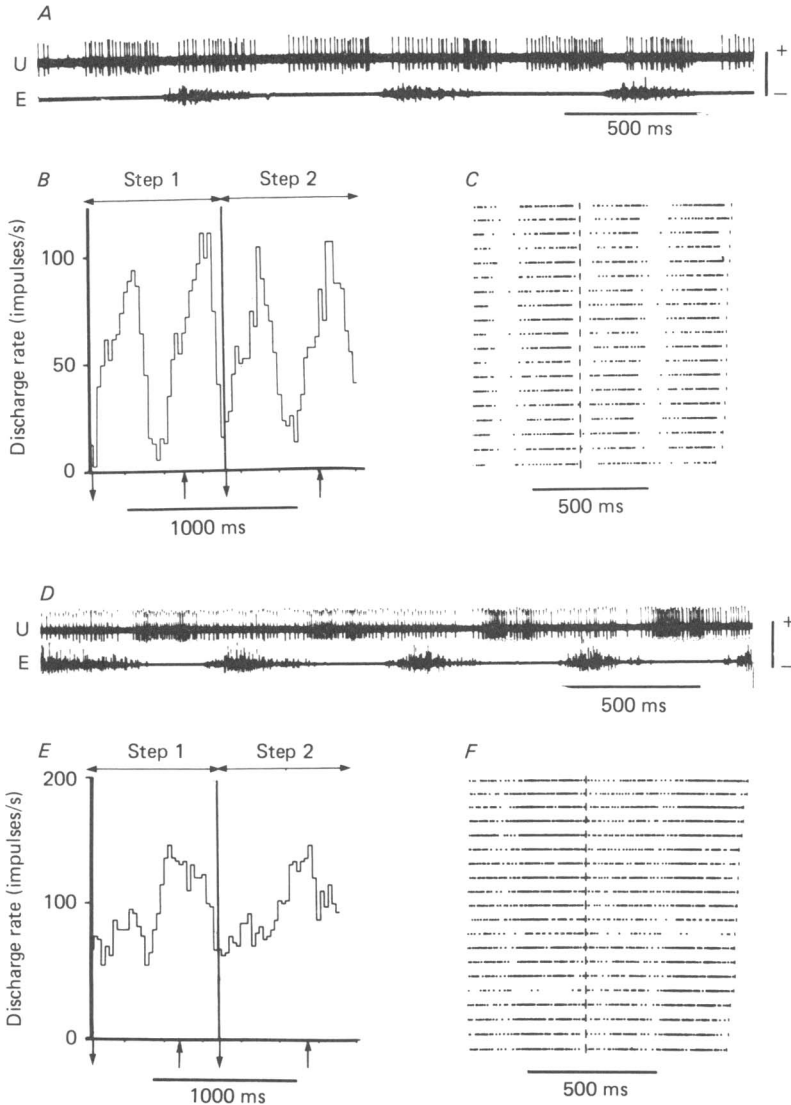 A
U
+
E
−
500 ms
B
Step 1
Step 2
C
100
50
0
Discharge rate (impulses/s)
1000 ms
500 ms
D
U
+
E
−
500 ms
E
Step 1
Step 2
F
200
100
0
Discharge rate (impulses/s)
1000 ms
500 ms